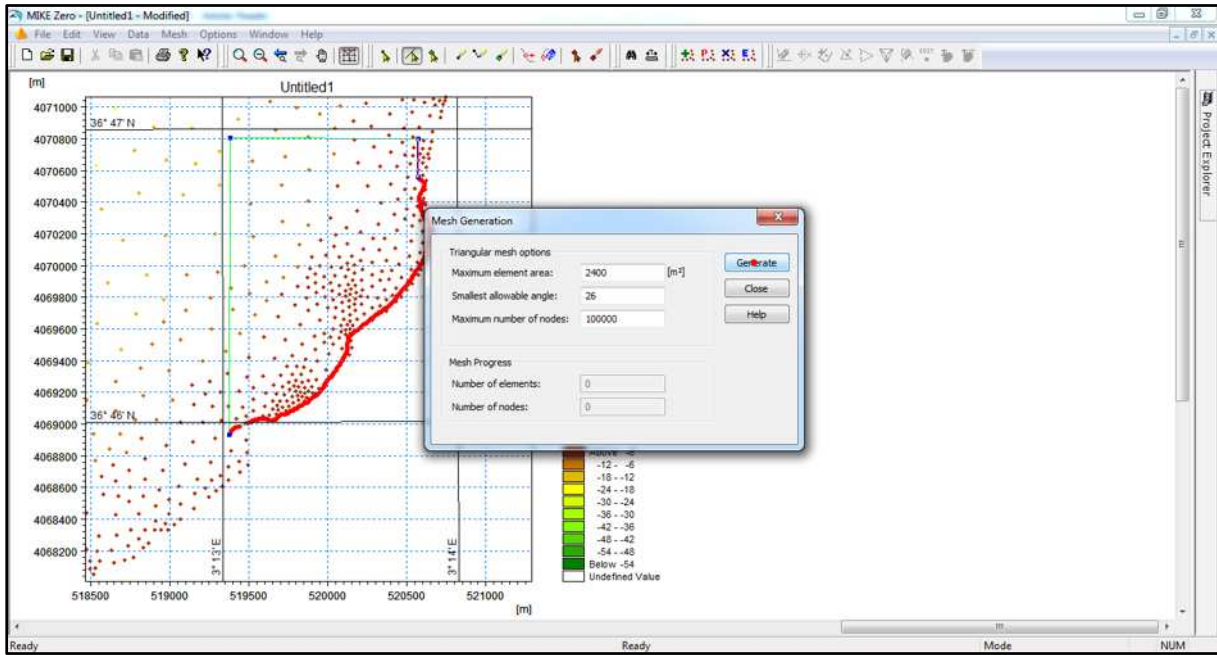 MIKE Zero - [Untitled1 - Modified]
File Edit View Data Mesh Options Window Help
[m]
Untitled1
4071000
36° 47' N
4070800
4070600
4070400
4070200
4070000
4069800
4069600
4069400
4069200
36° 46' N
4069000
4068800
4068600
4068400
4068200
3° 13' E
3° 14' E
518500 519000 519500 520000 520500 521000
[m]
Mesh Generation
Triangular mesh options
Maximum element area: 2400 [m²]
Smallest allowable angle: 26
Maximum number of nodes: 100000
Generate
Close
Help
Mesh Progress
Number of elements: 0
Number of nodes: 0
-12 - -6
-18 - -12
-24 - -18
-30 - -24
-36 - -30
-42 - -36
-48 - -42
-54 - -48
Below -54
Undefined Value
Project Explorer
Ready Ready Mode NUM